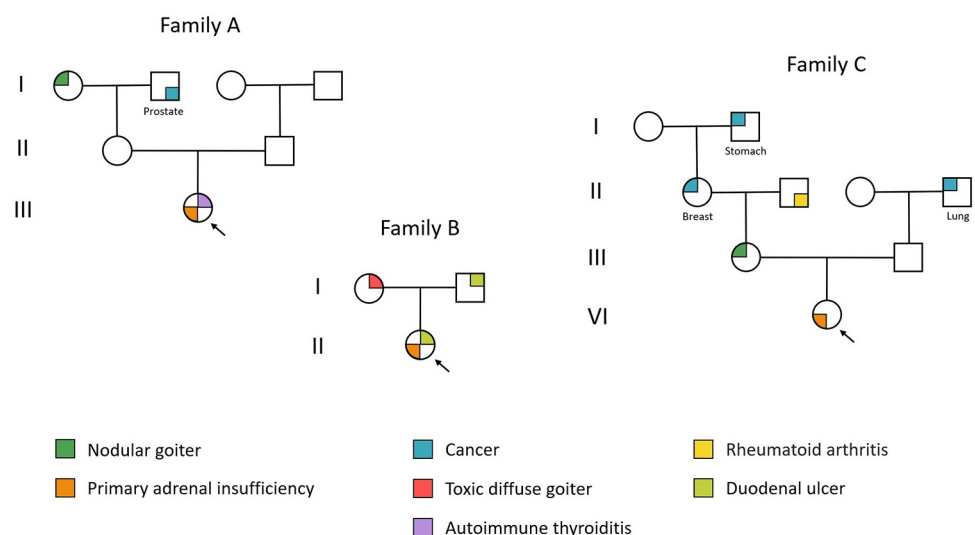 Family A
I
Prostate
II
III
Family B
I
II
Family C
I
Stomach
II
Breast
Lung
III
VI
Nodular goiter
Primary adrenal insufficiency
Cancer
Toxic diffuse goiter
Autoimmune thyroiditis
Rheumatoid arthritis
Duodenal ulcer